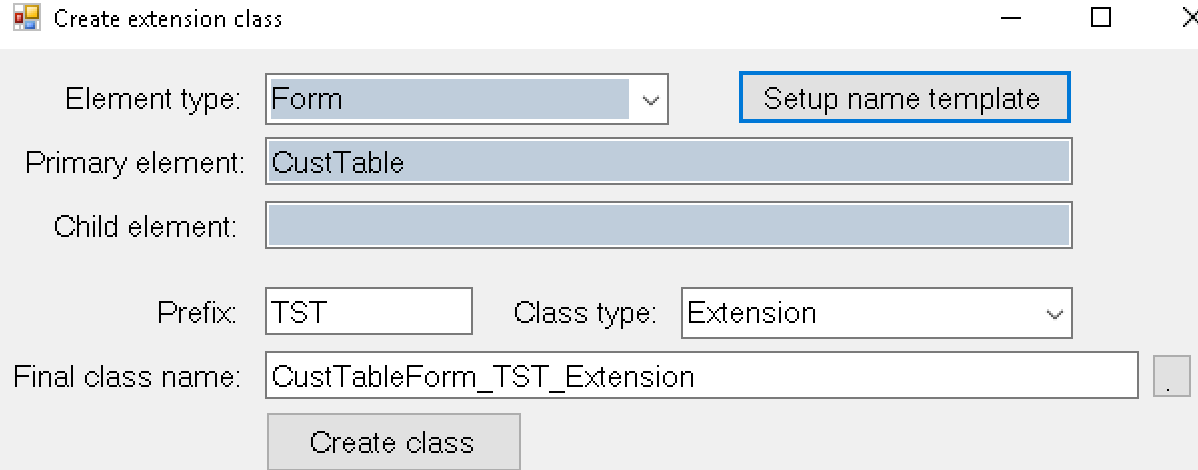 Create extension class
Element type: Form Setup name template
Primary element: CustTable
Child element:
Prefix: TST Class type: Extension
Final class name: CustTableForm_TST_Extension .
Create class